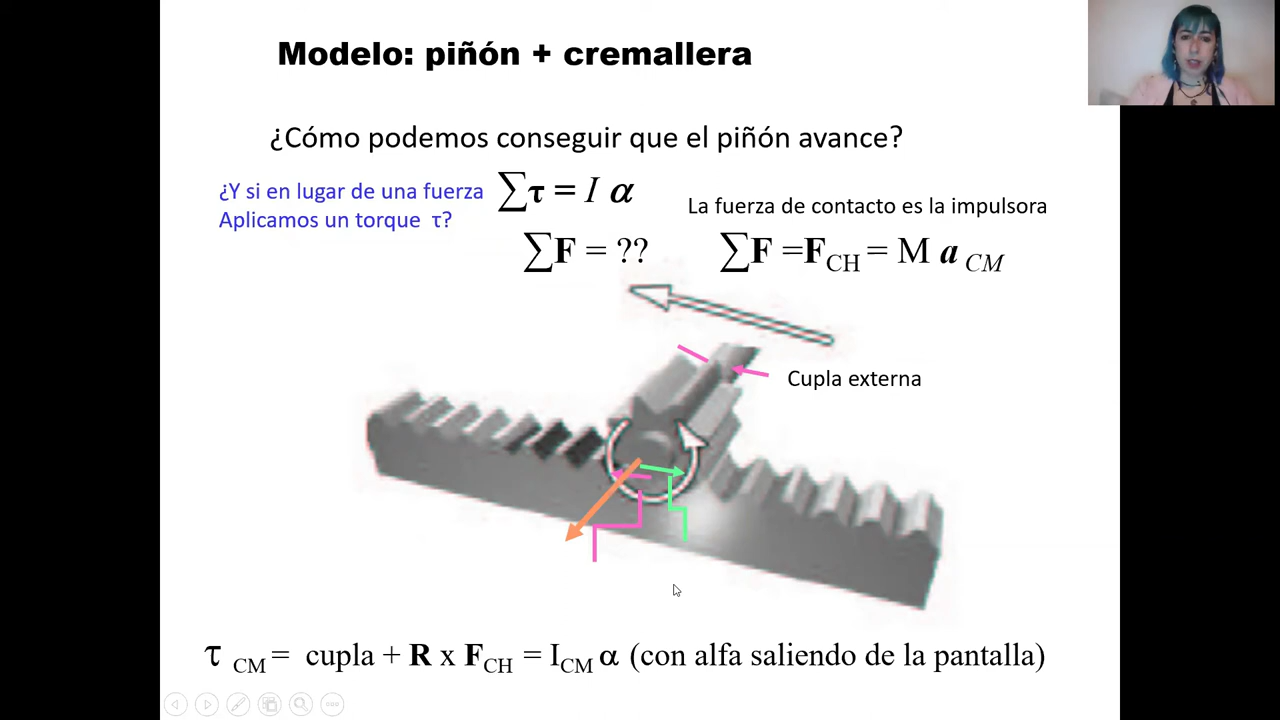 Modelo: piñón + cremallera
¿Cómo podemos conseguir que el piñón avance?
¿Y si en lugar de una fuerza
Aplicamos un torque τ?
∑τ = I α
∑F = ??
La fuerza de contacto es la impulsora
∑F =F_CH = M a_CM
Cupla externa
τ_CM = cupla + R x F_CH = I_CM α (con alfa saliendo de la pantalla)